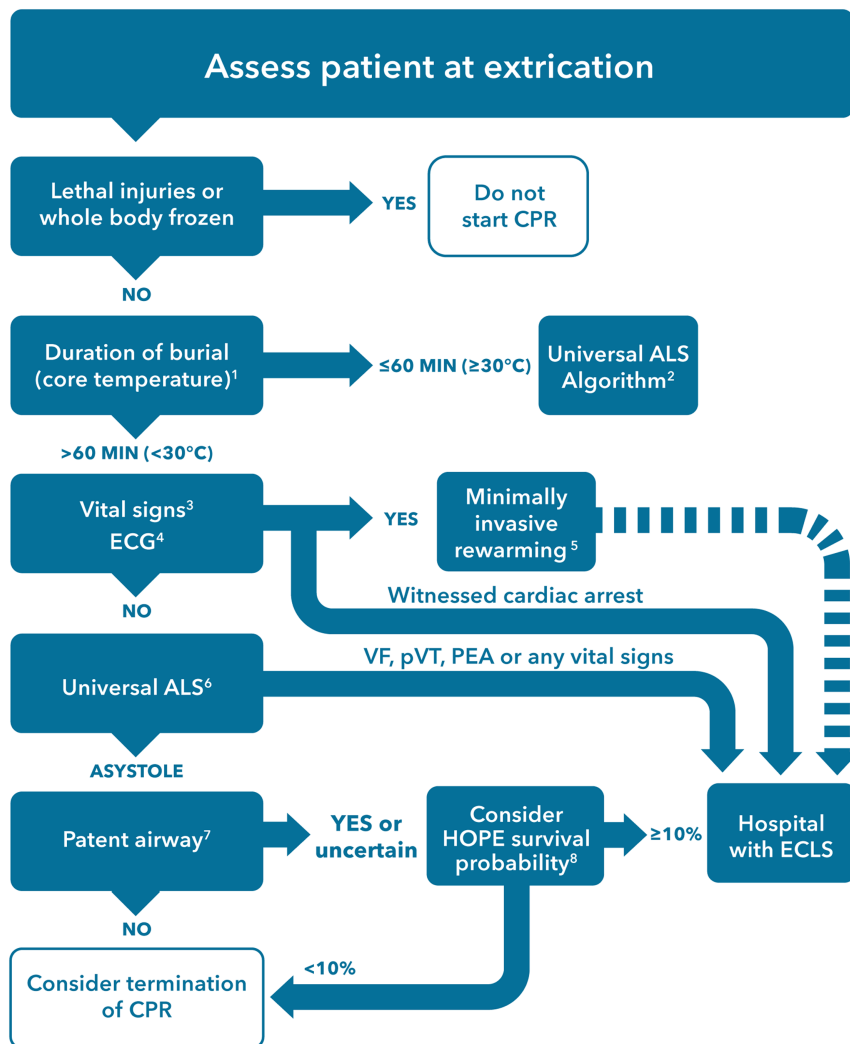 Assess patient at extrication
Lethal injuries or
whole body frozen
YES
Do not
start CPR
NO
Duration of burial
(core temperature)¹
≤60 MIN (≥30°C)
Universal ALS
Algorithm²
>60 MIN (<30°C)
Vital signs³
ECG⁴
YES
Minimally
invasive
rewarming⁵
Witnessed cardiac arrest
NO
VF, pVT, PEA or any vital signs
Universal ALS⁶
ASYSTOLE
Patent airway⁷
YES or
uncertain
Consider
HOPE survival
probability⁸
≥10%
Hospital
with ECLS
NO
<10%
Consider termination
of CPR